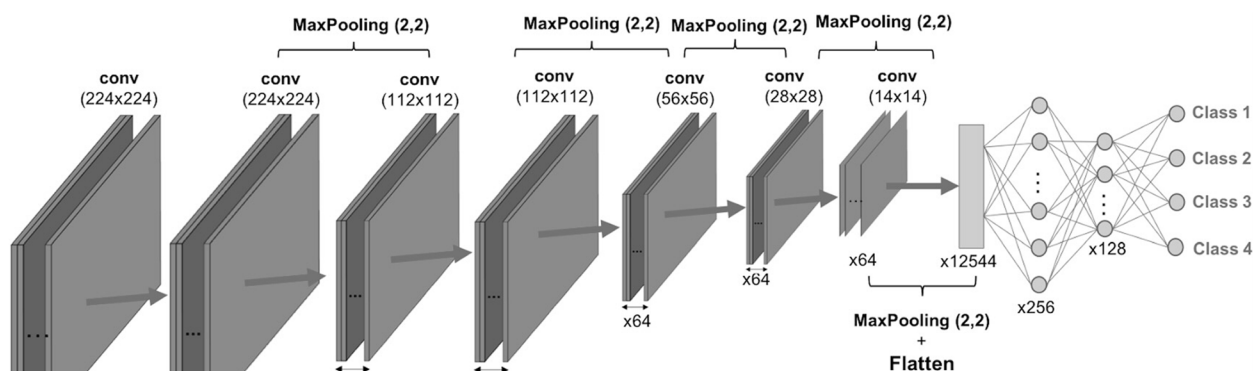 MaxPooling (2,2)
MaxPooling (2,2)
MaxPooling (2,2)
MaxPooling (2,2)
conv
(224x224)
conv
(224x224)
conv
(112x112)
conv
(112x112)
conv
(56x56)
conv
(28x28)
conv
(14x14)
Class 1
Class 2
Class 3
Class 4
...
...
...
...
...
...
...
x64
x64
x64
x12544
x256
x128
MaxPooling (2,2)
+
Flatten